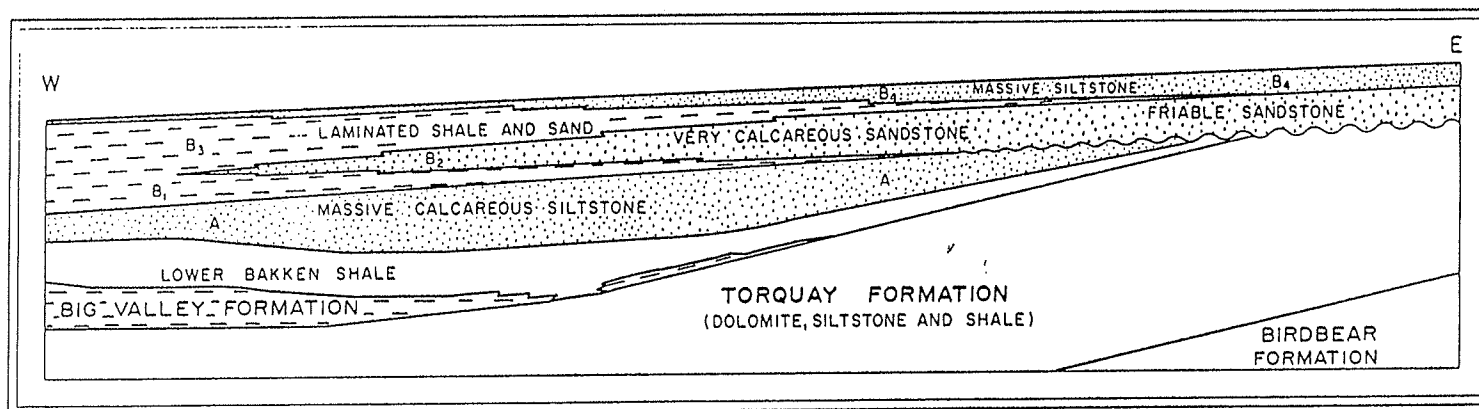 W
E
B4
MASSIVE SILTSTONE
B4
LAMINATED SHALE AND SAND
VERY CALCAREOUS SANDSTONE
FRIABLE SANDSTONE
B3
B2
B1
A
MASSIVE CALCAREOUS SILTSTONE
A
LOWER BAKKEN SHALE
BIG VALLEY FORMATION
TORQUAY FORMATION
(DOLOMITE, SILTSTONE AND SHALE)
BIRDBEAR
FORMATION